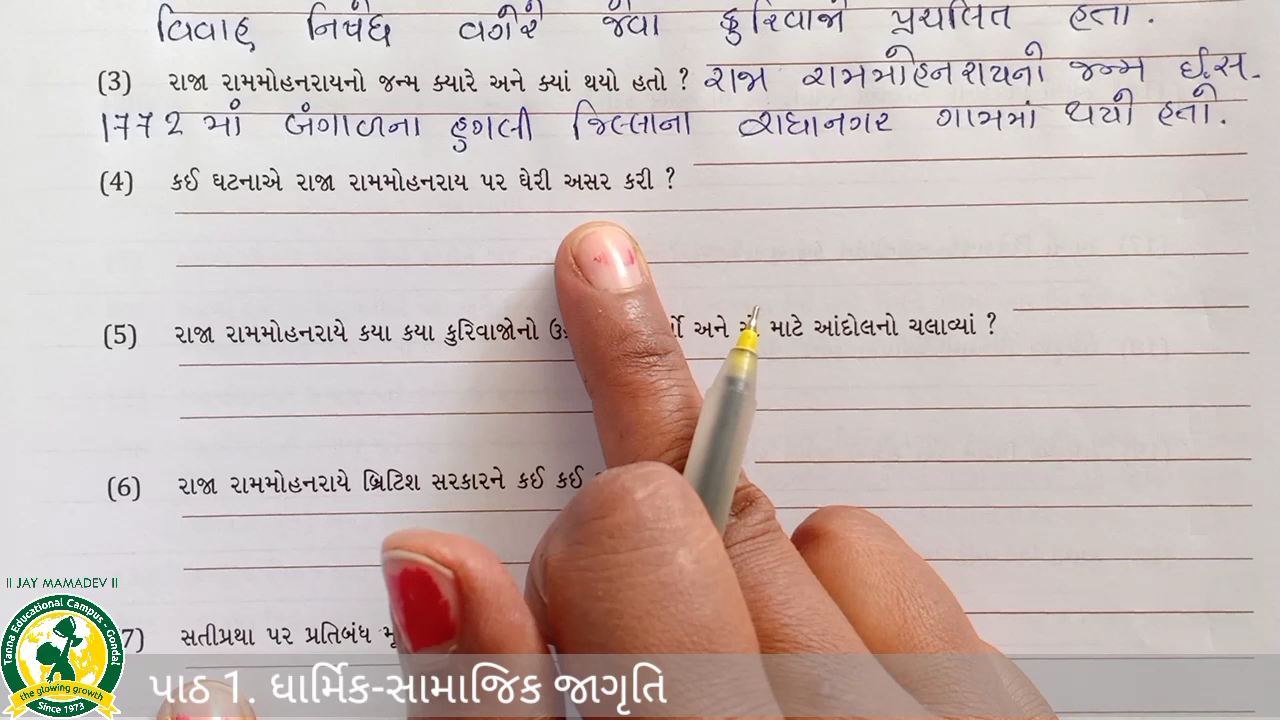 વિવાહ નિષેધ વગેરે જેવા કુરિવાજો પ્રચલિત હતા.
(3) રાજા રામમોહનરાયનો જન્મ ક્યારે અને ક્યાં થયો હતો ? રાજા રામમોહનરાયનો જન્મ ઈ.સ.
1772 માં બંગાળના હુગલી જિલ્લાના રાધાનગર ગામમાં થયો હતો.
(4) કઈ ઘટનાએ રાજા રામમોહનરાય પર ઘેરી અસર કરી ?
(5) રાજા રામમોહનરાયે કયા કયા કુરિવાજોનો અને માટે આંદોલનો ચલાવ્યાં ?
(6) રાજા રામમોહનરાયે બ્રિટિશ સરકારને કઈ કઈ
7) સતીપ્રથા પર પ્રતિબંધ
॥ JAY MAMADEV ॥
Tanna Educational Campus - Gondal
the glowing growth
Since 1973
પાઠ 1. ધાર્મિક-સામાજિક જાગૃતિ